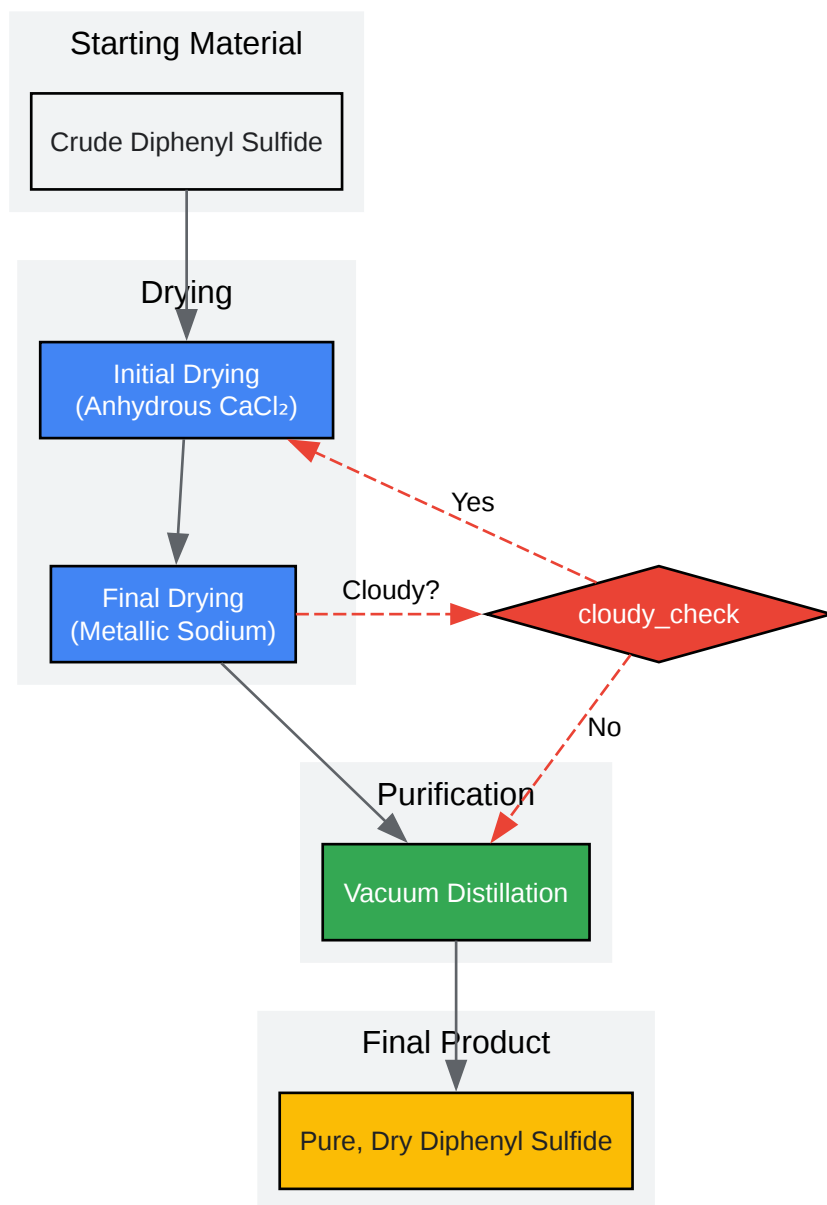 Starting Material
Crude Diphenyl Sulfide
Drying
Initial Drying
(Anhydrous CaCl₂)
Yes
Final Drying
(Metallic Sodium)
Cloudy?
cloudy_check
No
Purification
Vacuum Distillation
Final Product
Pure, Dry Diphenyl Sulfide